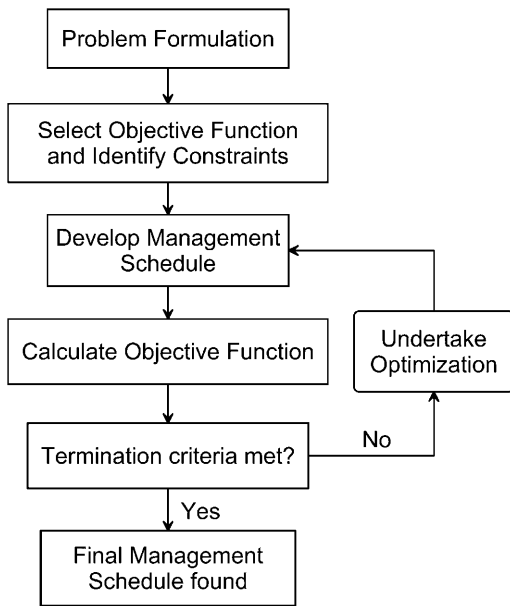 Problem Formulation
Select Objective Function
and Identify Constraints
Develop Management
Schedule
Calculate Objective Function
Undertake
Optimization
Termination criteria met?
No
Yes
Final Management
Schedule found